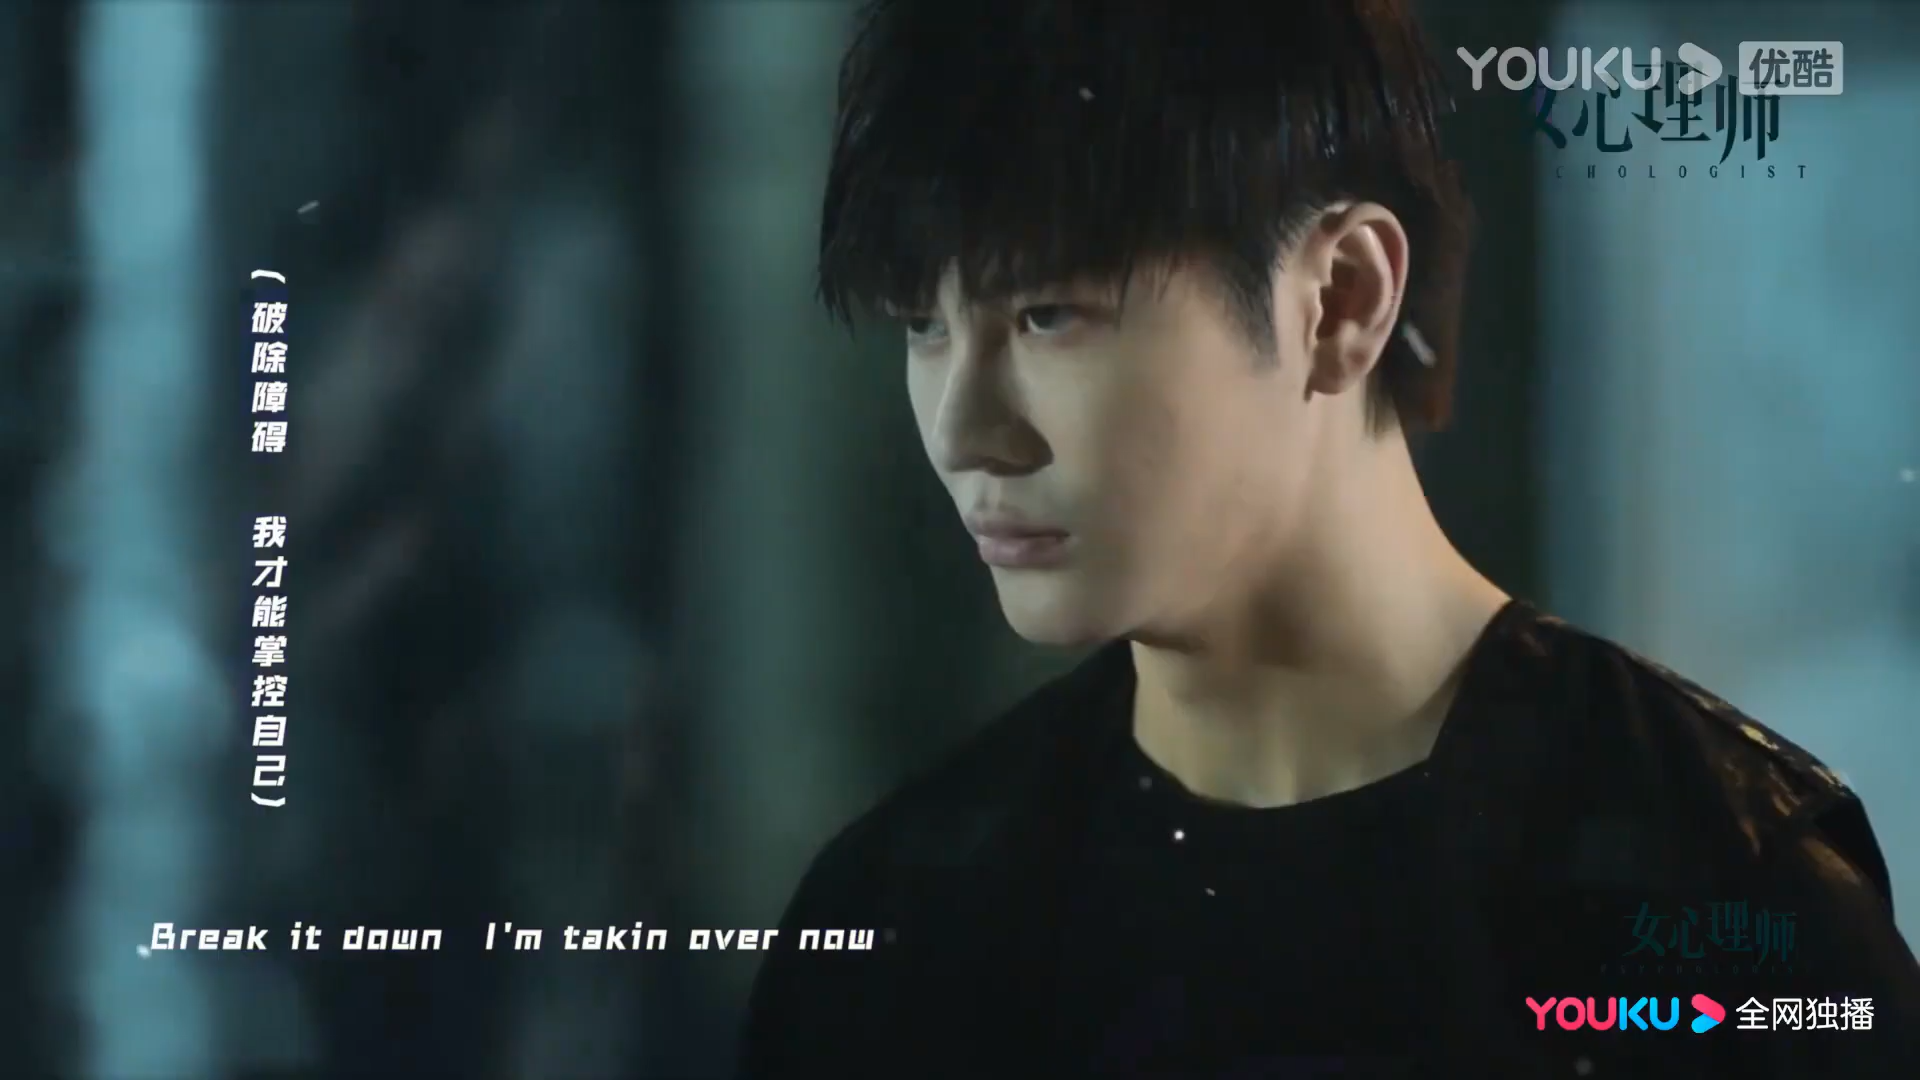 YOUKU 优酷
女心理师
CHOLOGIST
(破除障碍 我才能掌控自己)
Break it down I'm takin over now
女心理师
YOUKU 全网独播